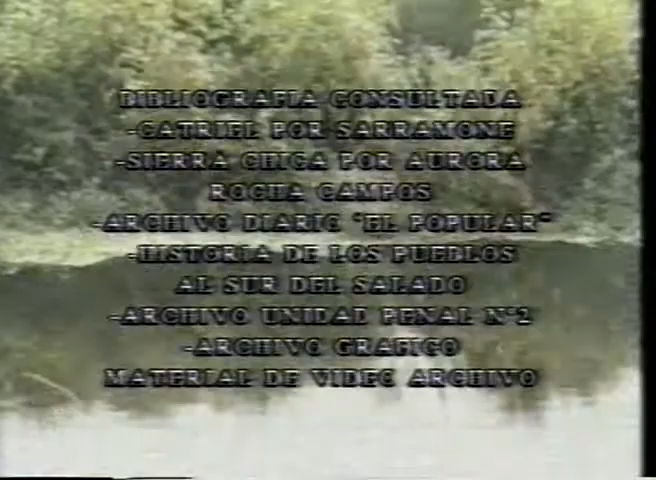 BIBLIOGRAFIA CONSULTADA
-CATRIEL POR SARRAMONE
-SIERRA CHICA POR AURORA
ROCHA CAMPOS
-ARCHIVO DIARIO "EL POPULAR"
-HISTORIA DE LOS PUEBLOS
AL SUR DEL SALADO
-ARCHIVO UNIDAD PENAL Nº2
-ARCHIVO GRAFICO
MATERIAL DE VIDEO ARCHIVO